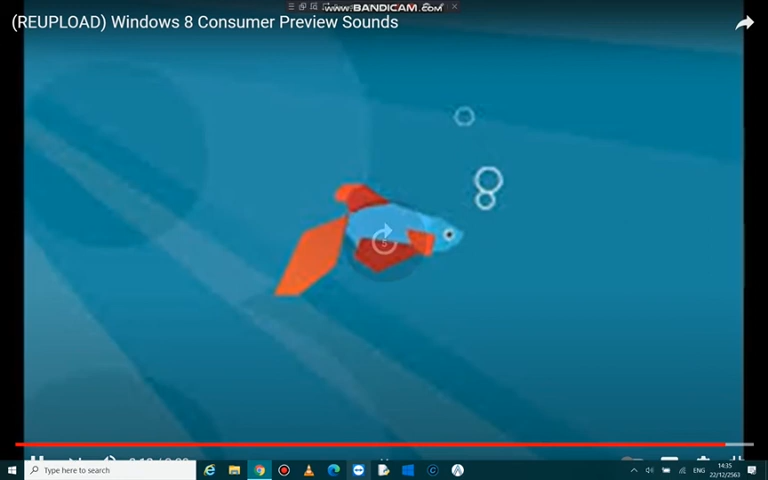 WWW.BANDICAM.COM
(REUPLOAD) Windows 8 Consumer Preview Sounds
5
Type here to search
ENG
14:35
22/12/2563